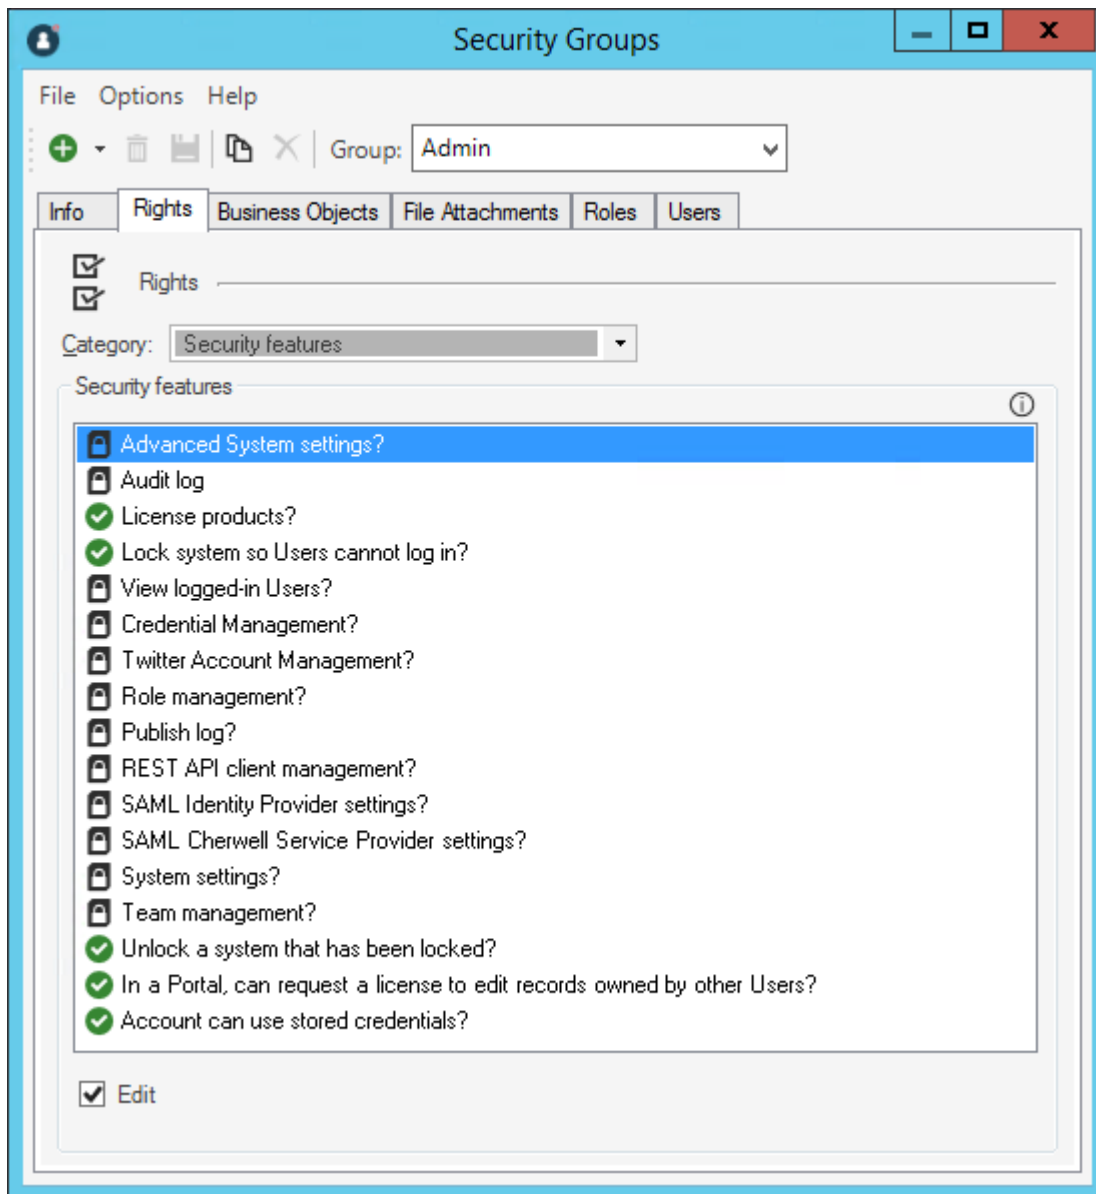 Security Groups
File Options Help
Group: Admin
Info Rights Business Objects File Attachments Roles Users
Rights
Category: Security features
Security features
Advanced System settings?
Audit log
License products?
Lock system so Users cannot log in?
View logged-in Users?
Credential Management?
Twitter Account Management?
Role management?
Publish log?
REST API client management?
SAML Identity Provider settings?
SAML Cherwell Service Provider settings?
System settings?
Team management?
Unlock a system that has been locked?
In a Portal, can request a license to edit records owned by other Users?
Account can use stored credentials?
Edit